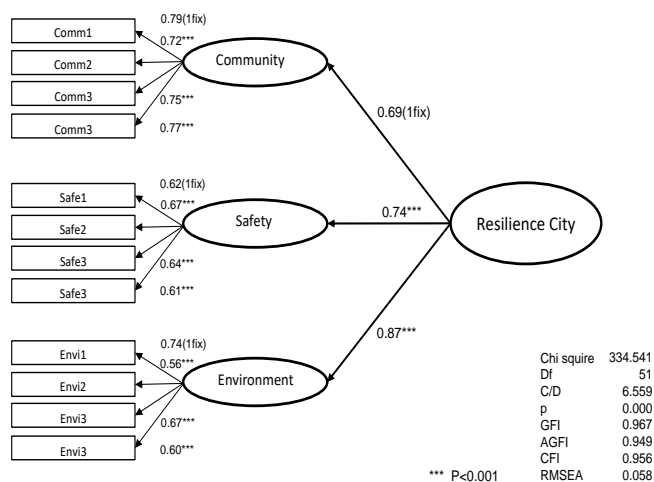 0.79(1fix)
Comm1
0.72***
Comm2
Community
Comm3
0.75***
Comm3
0.77***
0.69(1fix)
Safe1
0.62(1fix)
0.67***
Safe2
Safety
0.74***
Resilience City
Safe3
0.64***
Safe3
0.61***
0.87***
Envi1
0.74(1fix)
0.56***
Envi2
Environment
Envi3
0.67***
Envi3
0.60***
Chi squire 334.541
Df 51
C/D 6.559
p 0.000
GFI 0.967
AGFI 0.949
CFI 0.956
*** P<0.001 RMSEA 0.058